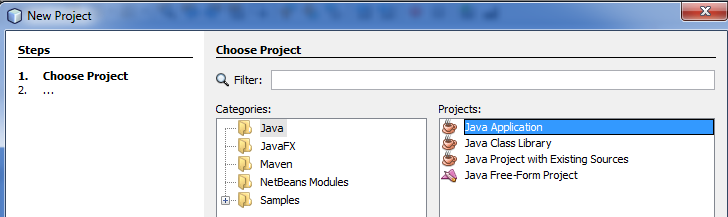 New Project
Steps
1. Choose Project
2. ...
Choose Project
Filter:
Categories:
Java
JavaFX
Maven
NetBeans Modules
Samples
Projects:
Java Application
Java Class Library
Java Project with Existing Sources
Java Free-Form Project